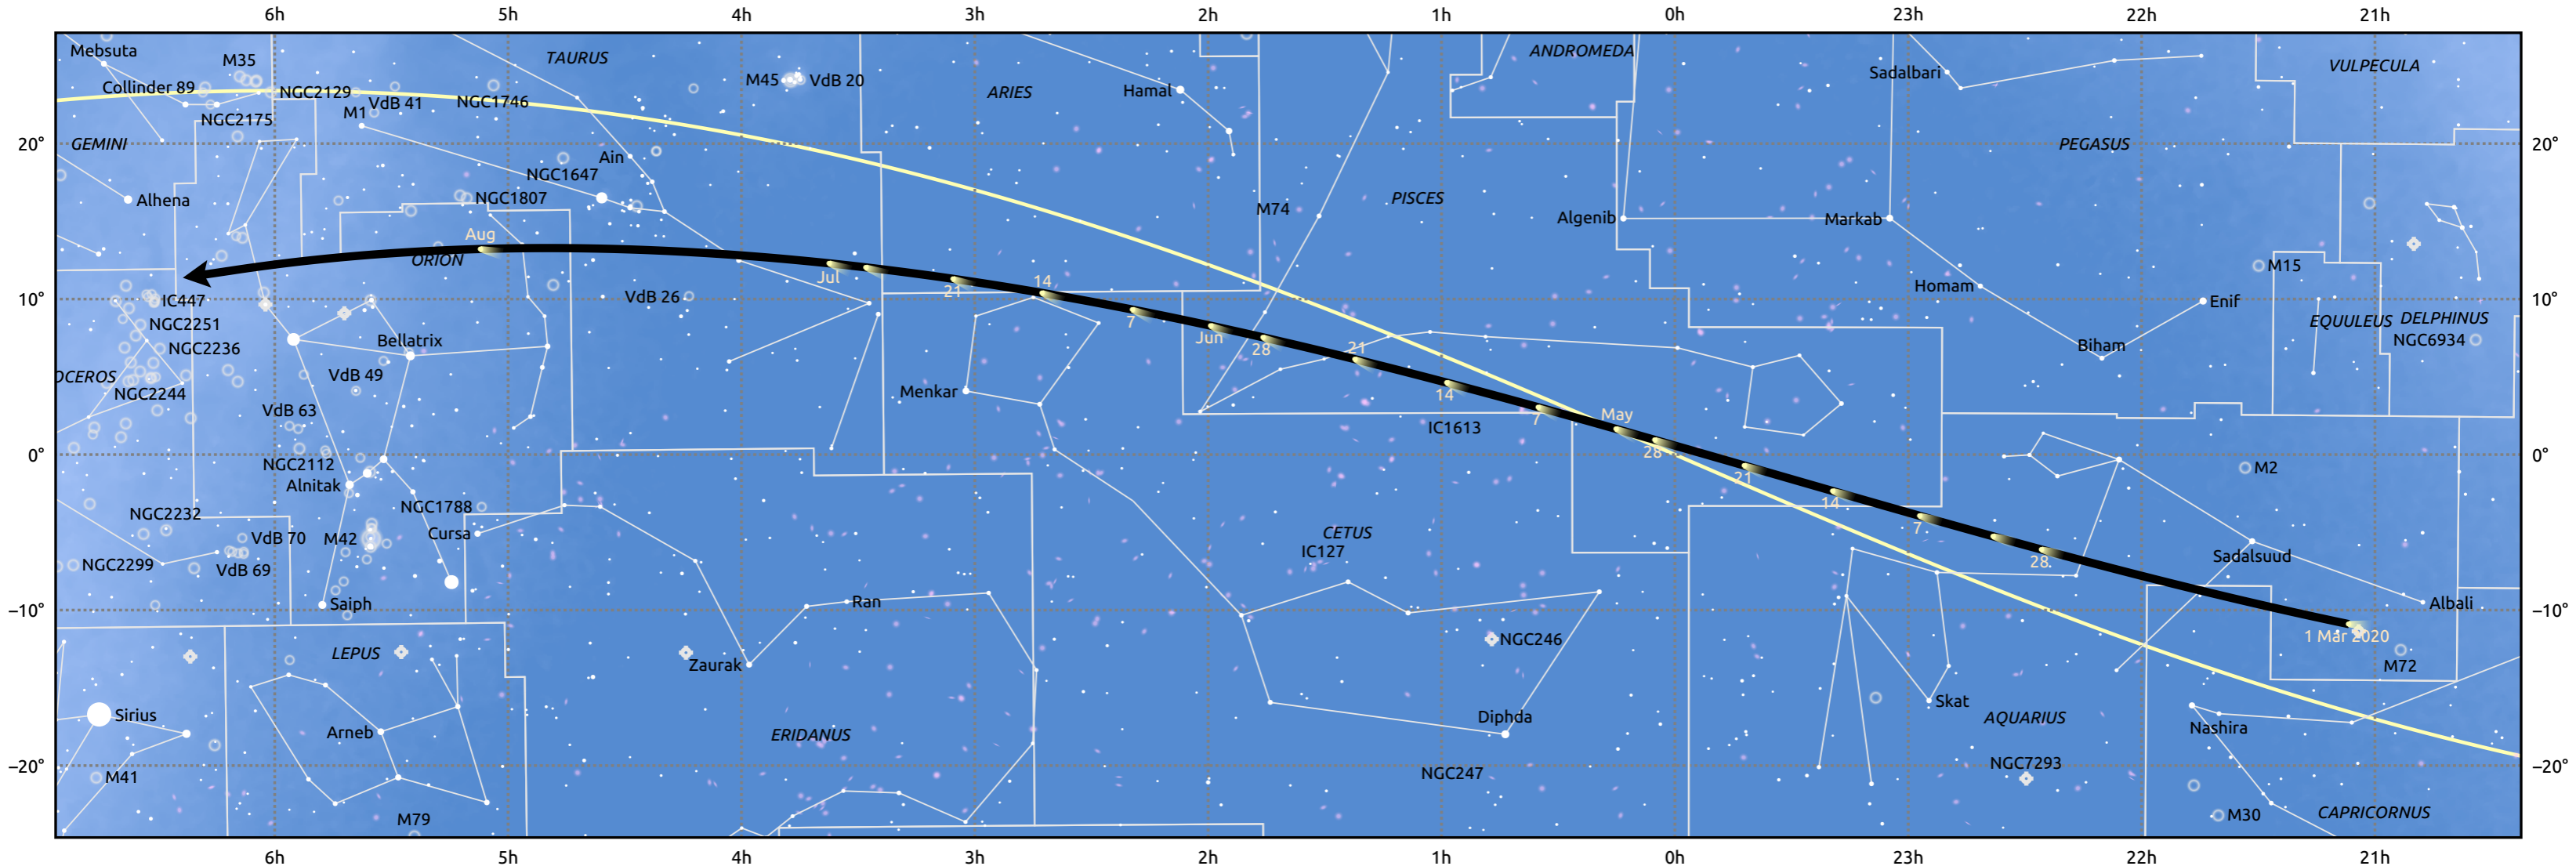 6h 5h 4h 3h 2h 1h 0h 23h 22h 21h
Mebsuta
M35
TAURUS
ANDROMEDA
VULPECULA
Collinder 89
NGC2129
VdB 41
NGC1746
M45
VdB 20
ARIES
Hamal
Sadalbari
NGC2175
M1
20°
GEMINI
Ain
PEGASUS
20°
NGC1647
Alhena
NGC1807
M74
PISCES
Algenib
Markab
Aug
ORION
Jul
21
14
M15
Homam
10°
IC447
VdB 26
Enif
10°
NGC2251
7
Jun
28
21
EQUULEUS
DELPHINUS
NGC6934
NGC2236
Bellatrix
Biham
OCEROS
VdB 49
NGC2244
Menkar
14
7
May
VdB 63
IC1613
0°
NGC2112
28
21
M2
0°
Alnitak
14
NGC2232
NGC1788
7
VdB 70
M42
Cursa
CETUS
IC127
28
Sadalsuud
NGC2299
VdB 69
−10°
Saiph
Ran
Albali
−10°
1 Mar 2020
LEPUS
Zaurak
NGC246
M72
Sirius
Arneb
ERIDANUS
Diphda
Skat
AQUARIUS
Nashira
−20°
M41
NGC247
NGC7293
−20°
M79
M30
CAPRICORNUS
6h 5h 4h 3h 2h 1h 0h 23h 22h 21h